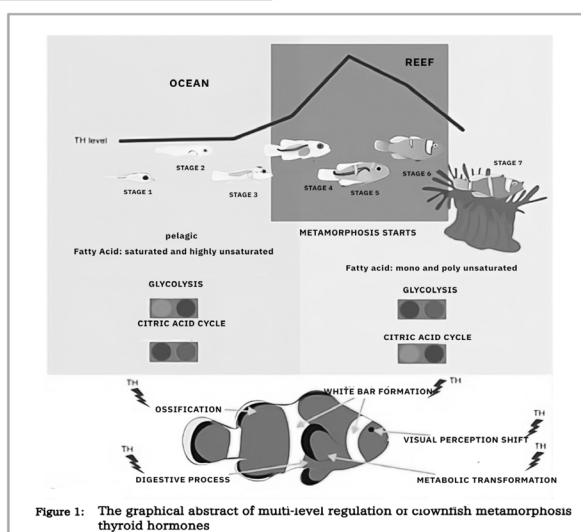 OCEAN
REEF
TH level
STAGE 1
STAGE 2
STAGE 3
STAGE 4
STAGE 5
STAGE 6
STAGE 7
pelagic
METAMORPHOSIS STARTS
Fatty Acid: saturated and highly unsaturated
Fatty acid: mono and poly unsaturated
GLYCOLYSIS
CITRIC ACID CYCLE
GLYCOLYSIS
CITRIC ACID CYCLE
TH
TH
WHITE BAR FORMATION
OSSIFICATION
TH
VISUAL PERCEPTION SHIFT
TH
TH
DIGESTIVE PROCESS
METABOLIC TRANSFORMATION
Figure 1: The graphical abstract of muti-level regulation of clownfish metamorphosis
thyroid hormones